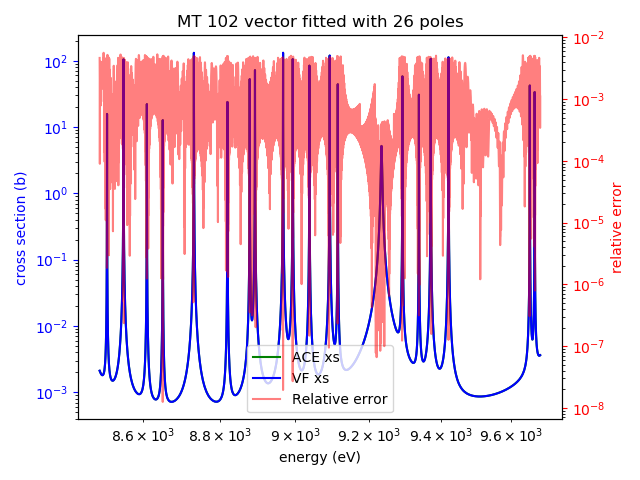 MT 102 vector fitted with 26 poles
10²
10¹
10⁰
10⁻¹
10⁻²
10⁻³
cross section (b)
10⁻²
10⁻³
10⁻⁴
10⁻⁵
10⁻⁶
10⁻⁷
10⁻⁸
relative error
ACE xs
VF xs
Relative error
8.6 × 10³ 8.8 × 10³ 9 × 10³ 9.2 × 10³ 9.4 × 10³ 9.6 × 10³
energy (eV)